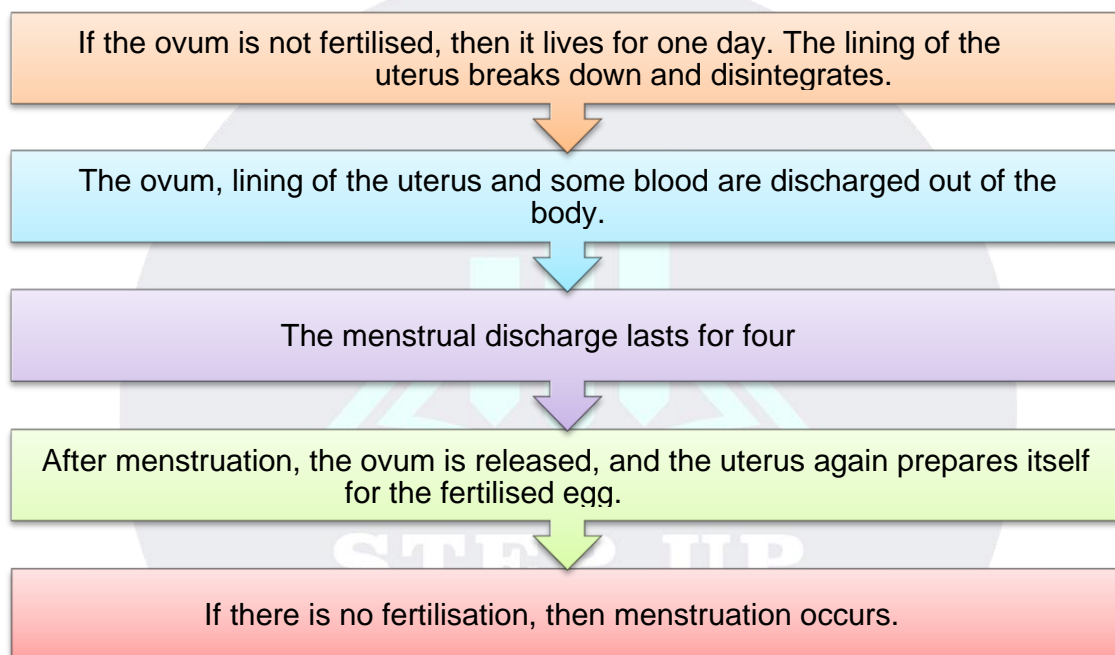 If the ovum is not fertilised, then it lives for one day. The lining of the
uterus breaks down and disintegrates.
The ovum, lining of the uterus and some blood are discharged out of the
body.
The menstrual discharge lasts for four
After menstruation, the ovum is released, and the uterus again prepares itself
for the fertilised egg.
STEP UP
If there is no fertilisation, then menstruation occurs.